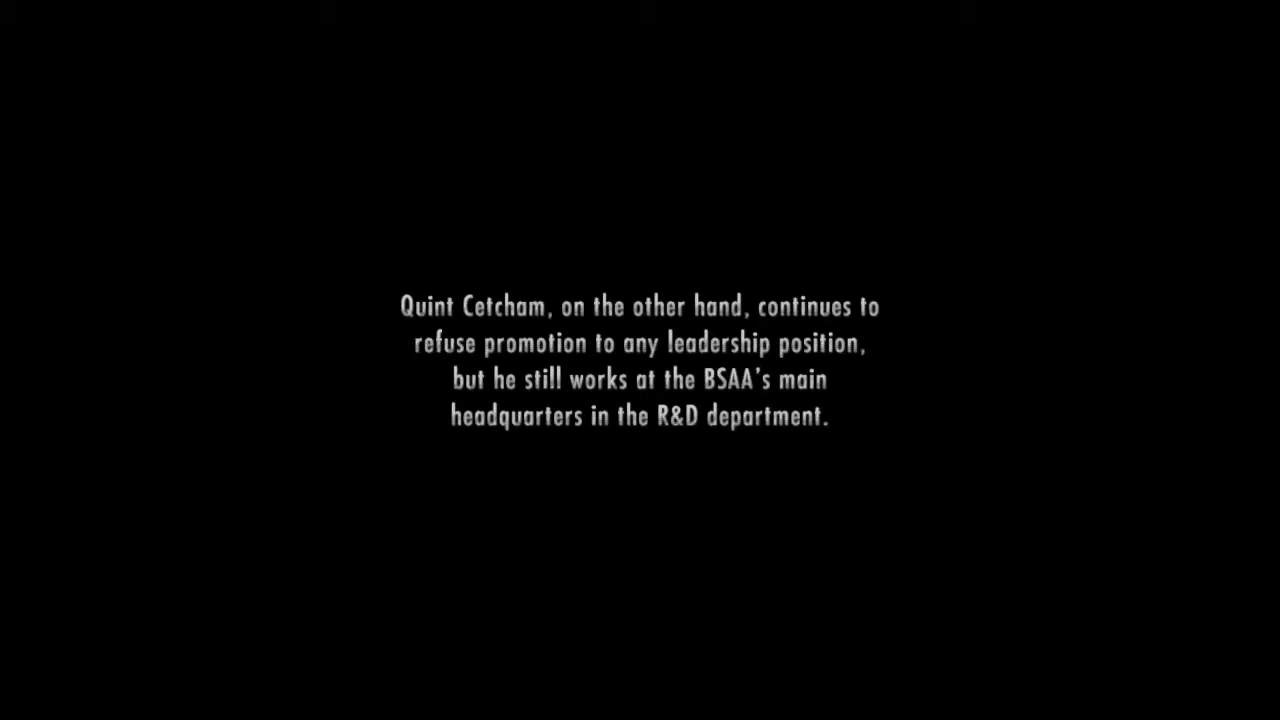 Quint Cetcham, on the other hand, continues to
refuse promotion to any leadership position,
but he still works at the BSAA's main
headquarters in the R&D department.